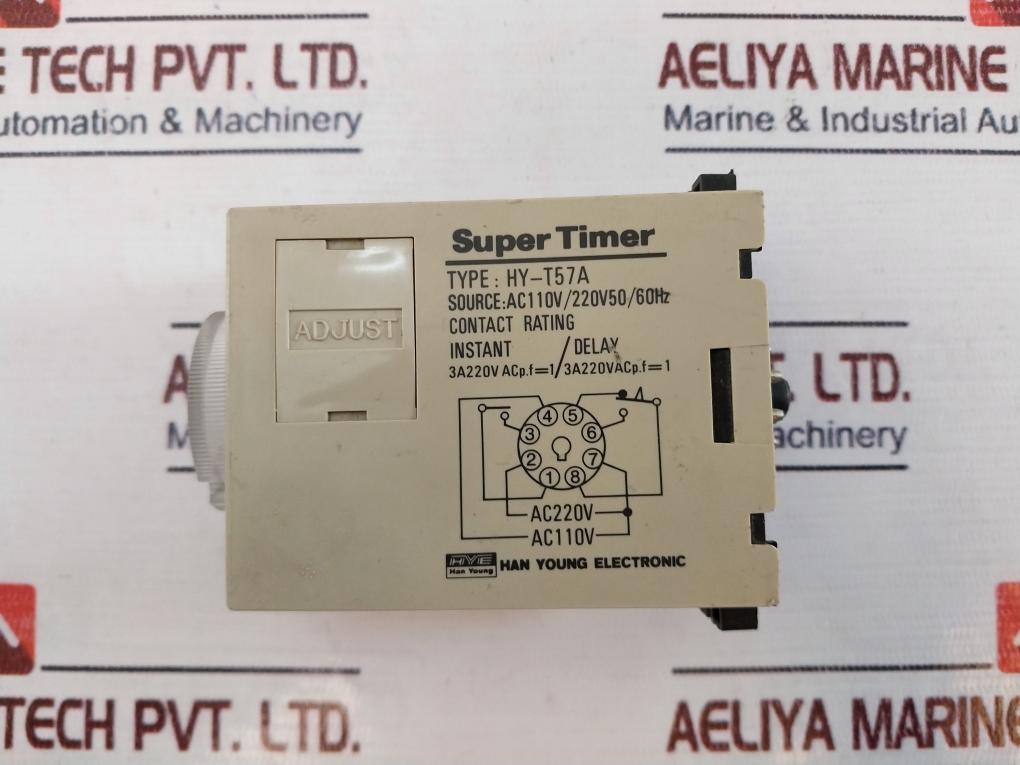 E TECH PVT. LTD.
utomation & Machinery
AELIYA MARINE
Marine & Industrial Au
ADJUST
Super Timer
TYPE: HY-T57A
SOURCE:AC110V/220V50/60Hz
CONTACT RATING
INSTANT / DELAY
3A220V ACp.f=1/3A220VACp.f=1
4 5
3 6
2 7
1 8
AC220V
AC110V
HYE
Han Young
HAN YOUNG ELECTRONIC
A
M
LTD.
achinery
TECH PVT. LTD.
AELIYA MARINE